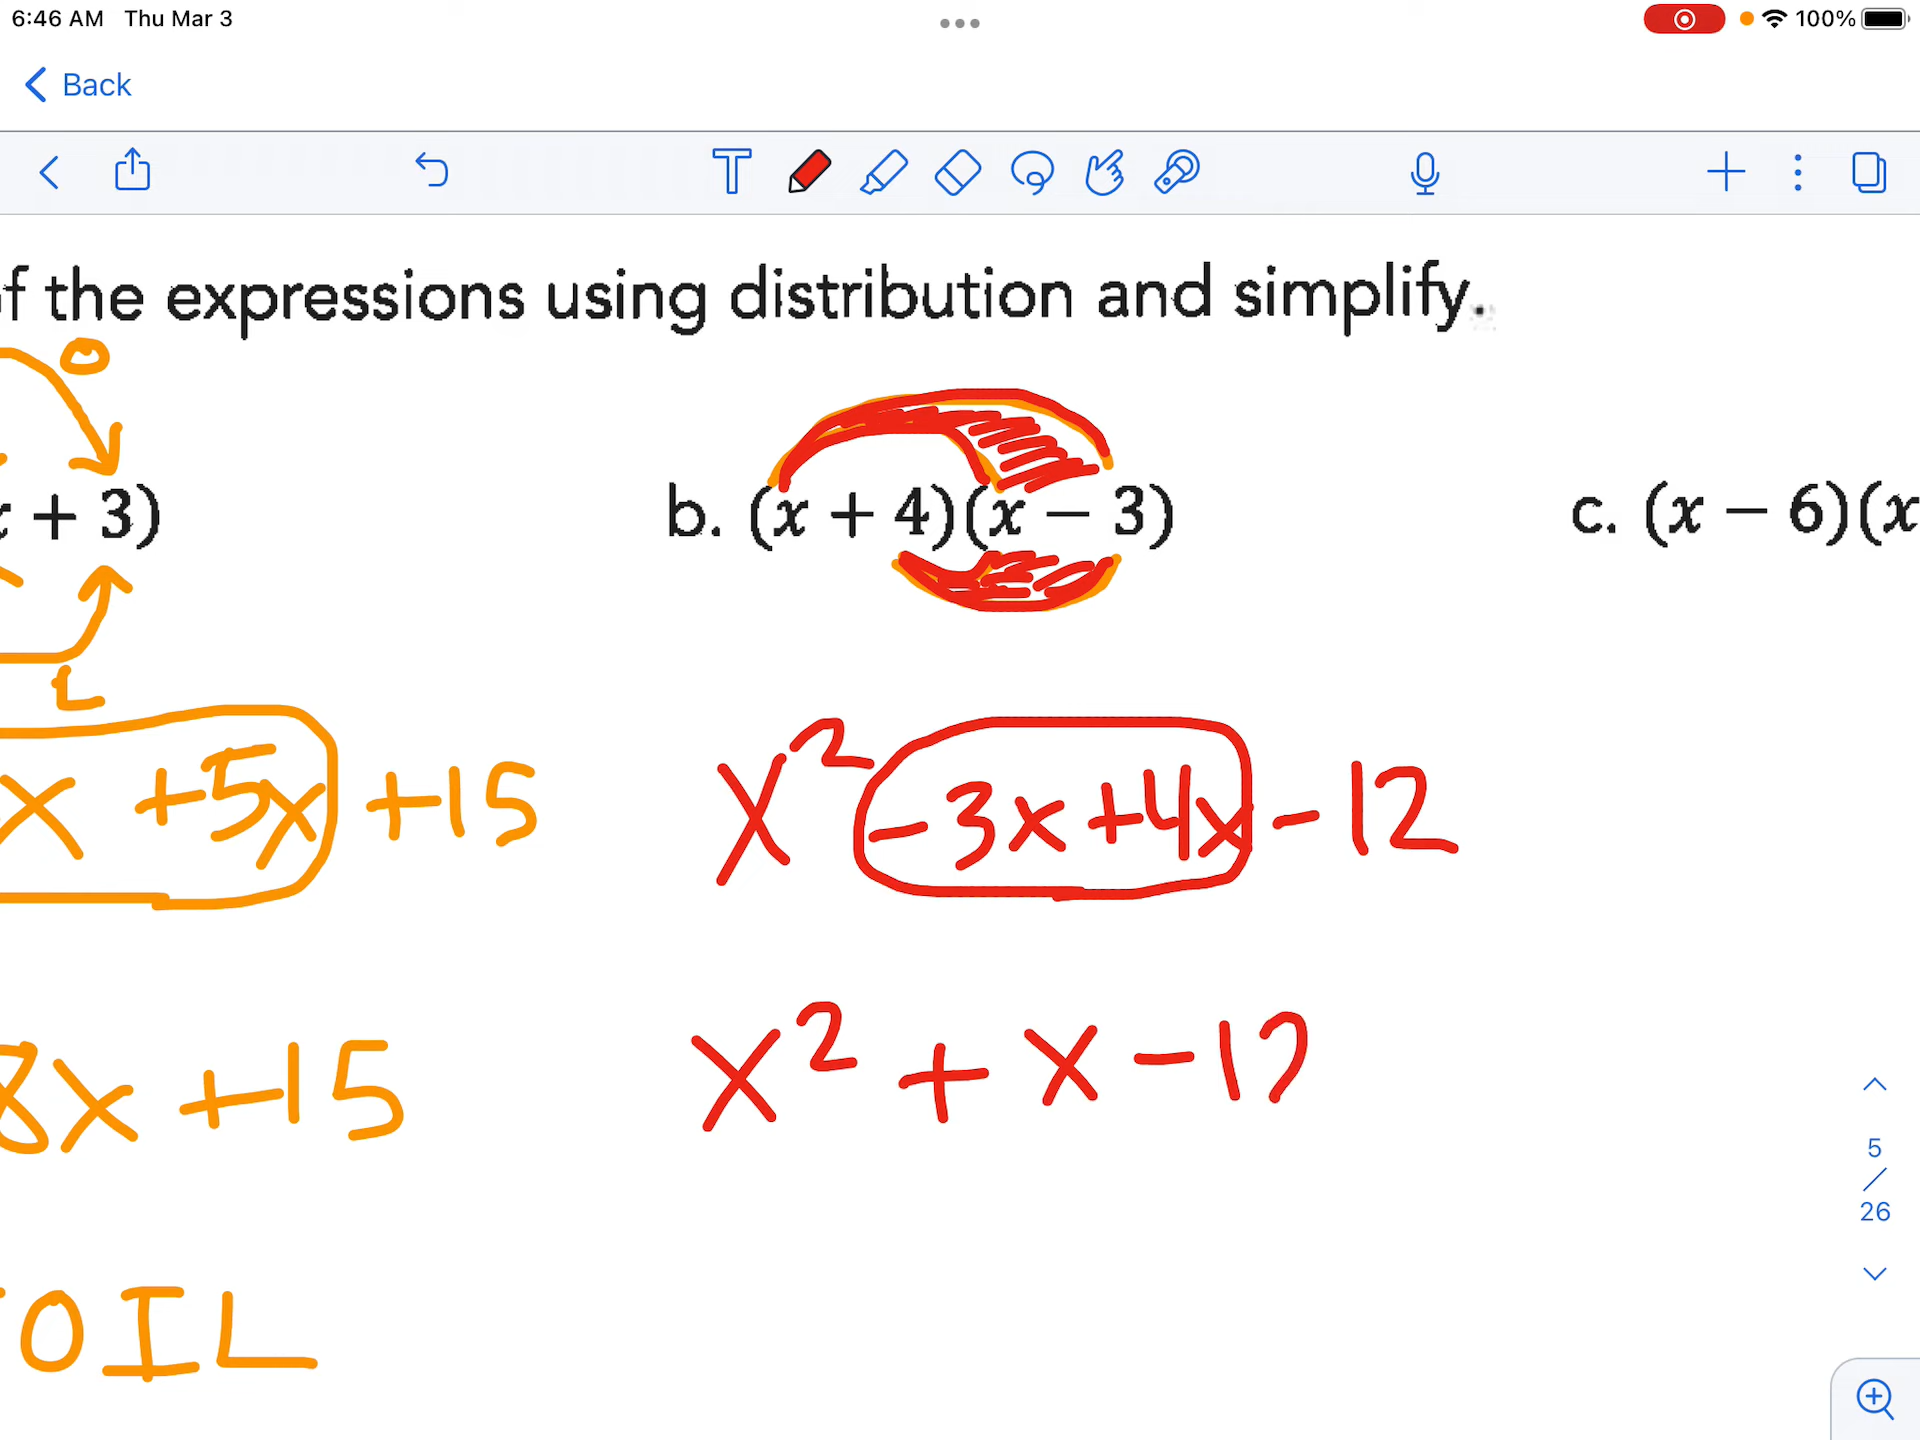 6:46 AM Thu Mar 3
100%
Back
f the expressions using distribution and simplify.
O
+ 3)
b. (x + 4)(x − 3)
c. (x − 6)(x
L
x +5x +15
x² −3x +4x −12
8x +15
x² + x −12
5
/
26
OIL